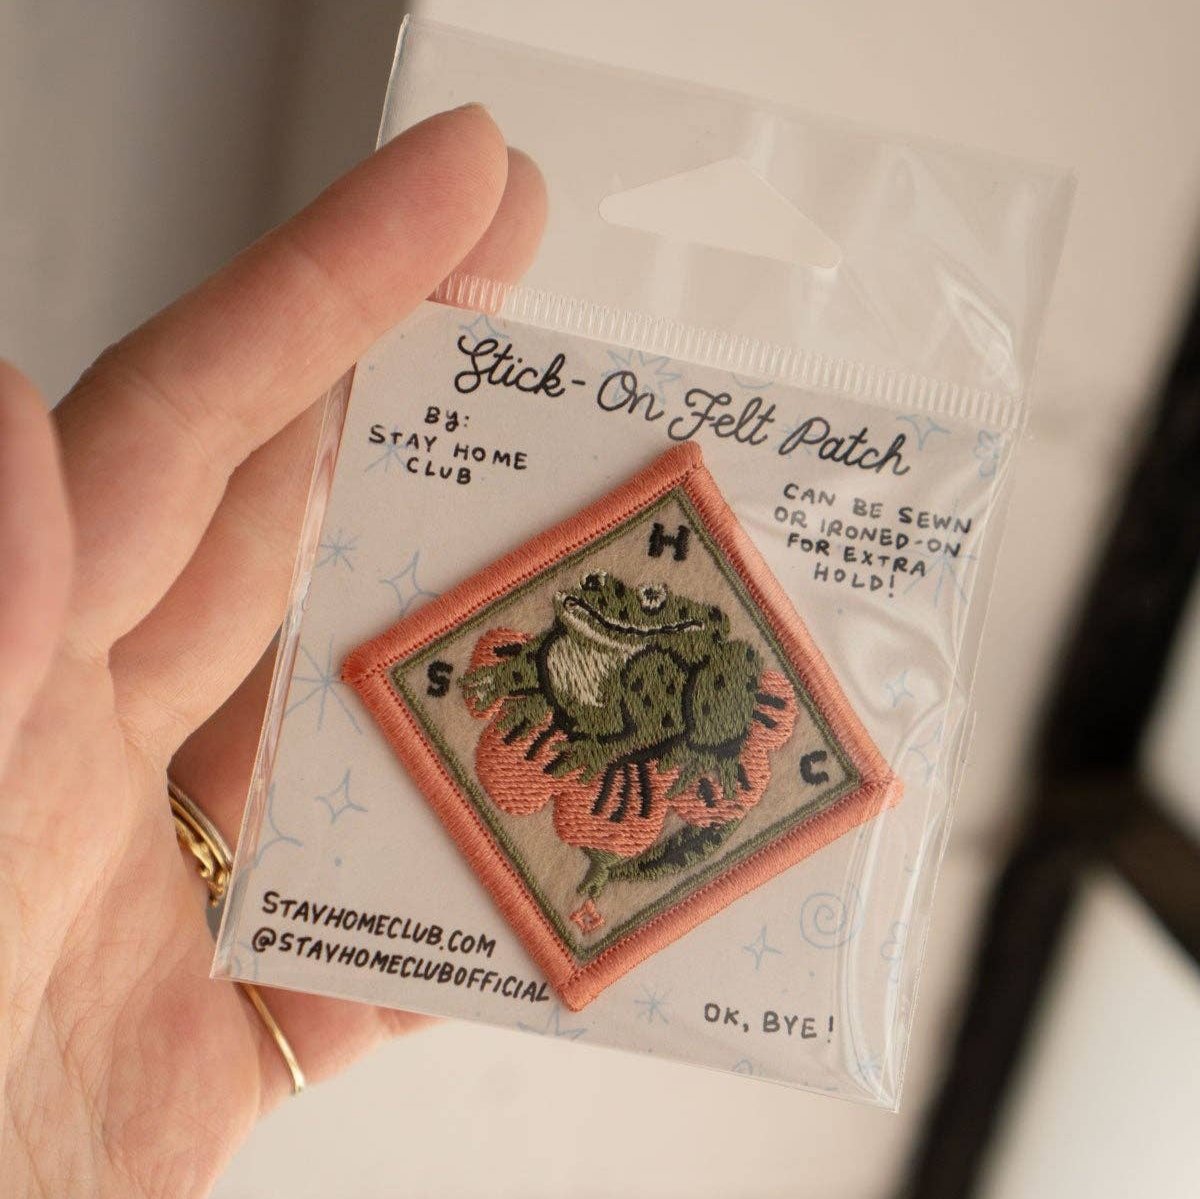 Stick-On Felt Patch
By:
STAY HOME
CLUB
CAN BE SEWN
OR IRONED-ON
FOR EXTRA
HOLD!
H
S
C
STAYHOMECLUB.COM
@STAYHOMECLUBOFFICIAL
OK, BYE!